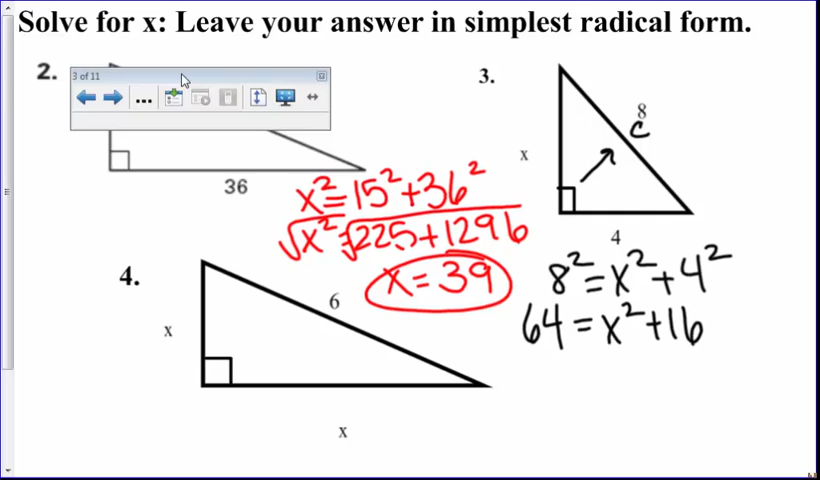 Solve for x: Leave your answer in simplest radical form.
2.
3 of 11
36
x² = 15² + 36²
√x² = √225 + 1296
x = 39
3.
8
C
x
4
8² = x² + 4²
64 = x² + 16
4.
6
x
x